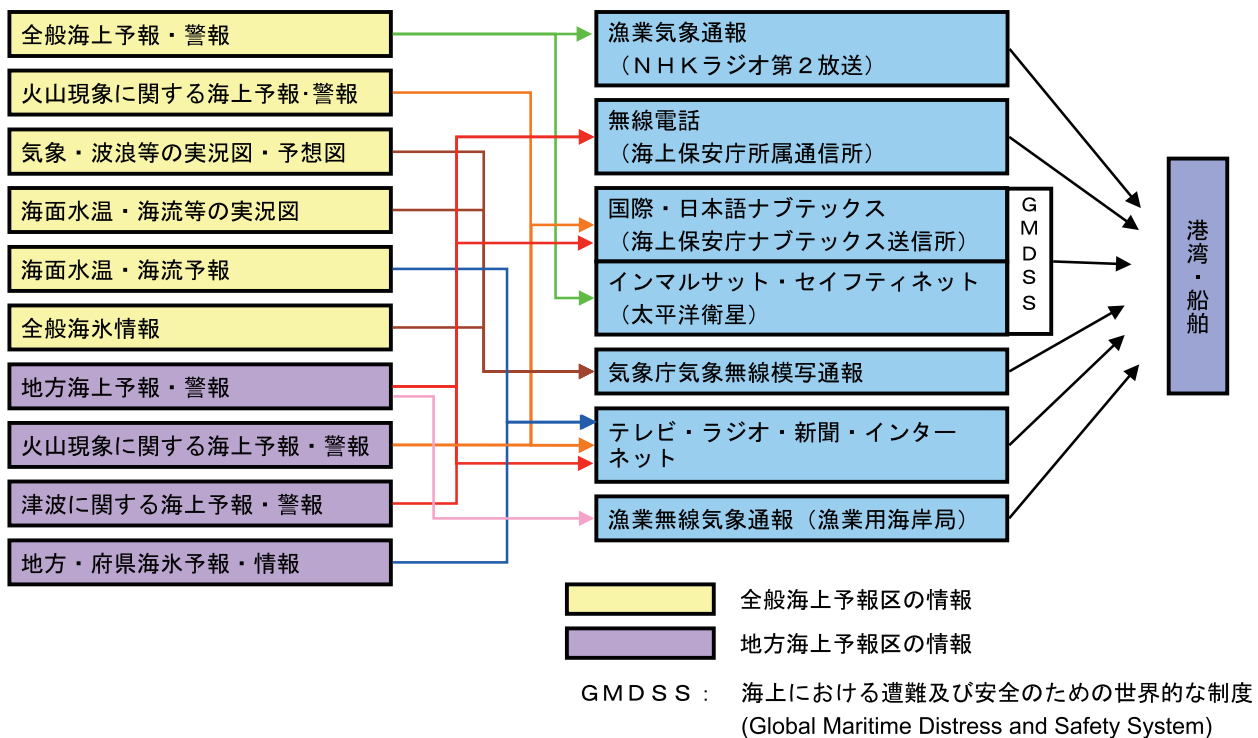 全般海上予報・警報
火山現象に関する海上予報・警報
気象・波浪等の実況図・予想図
海面水温・海流等の実況図
海面水温・海流予報
全般海氷情報
地方海上予報・警報
火山現象に関する海上予報・警報
津波に関する海上予報・警報
地方・府県海氷予報・情報
漁業気象通報
（ＮＨＫラジオ第２放送）
無線電話
（海上保安庁所属通信所）
国際・日本語ナブテックス
（海上保安庁ナブテックス送信所）
インマルサット・セイフティネット
（太平洋衛星）
ＧＭＤＳＳ
気象庁気象無線模写通報
テレビ・ラジオ・新聞・インター
ネット
漁業無線気象通報（漁業用海岸局）
港湾・船舶
全般海上予報区の情報
地方海上予報区の情報
ＧＭＤＳＳ： 海上における遭難及び安全のための世界的な制度
(Global Maritime Distress and Safety System)